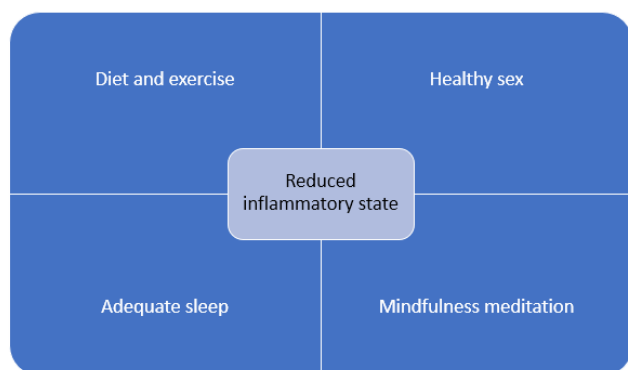 Diet and exercise
Healthy sex
Reduced
inflammatory state
Adequate sleep
Mindfulness meditation